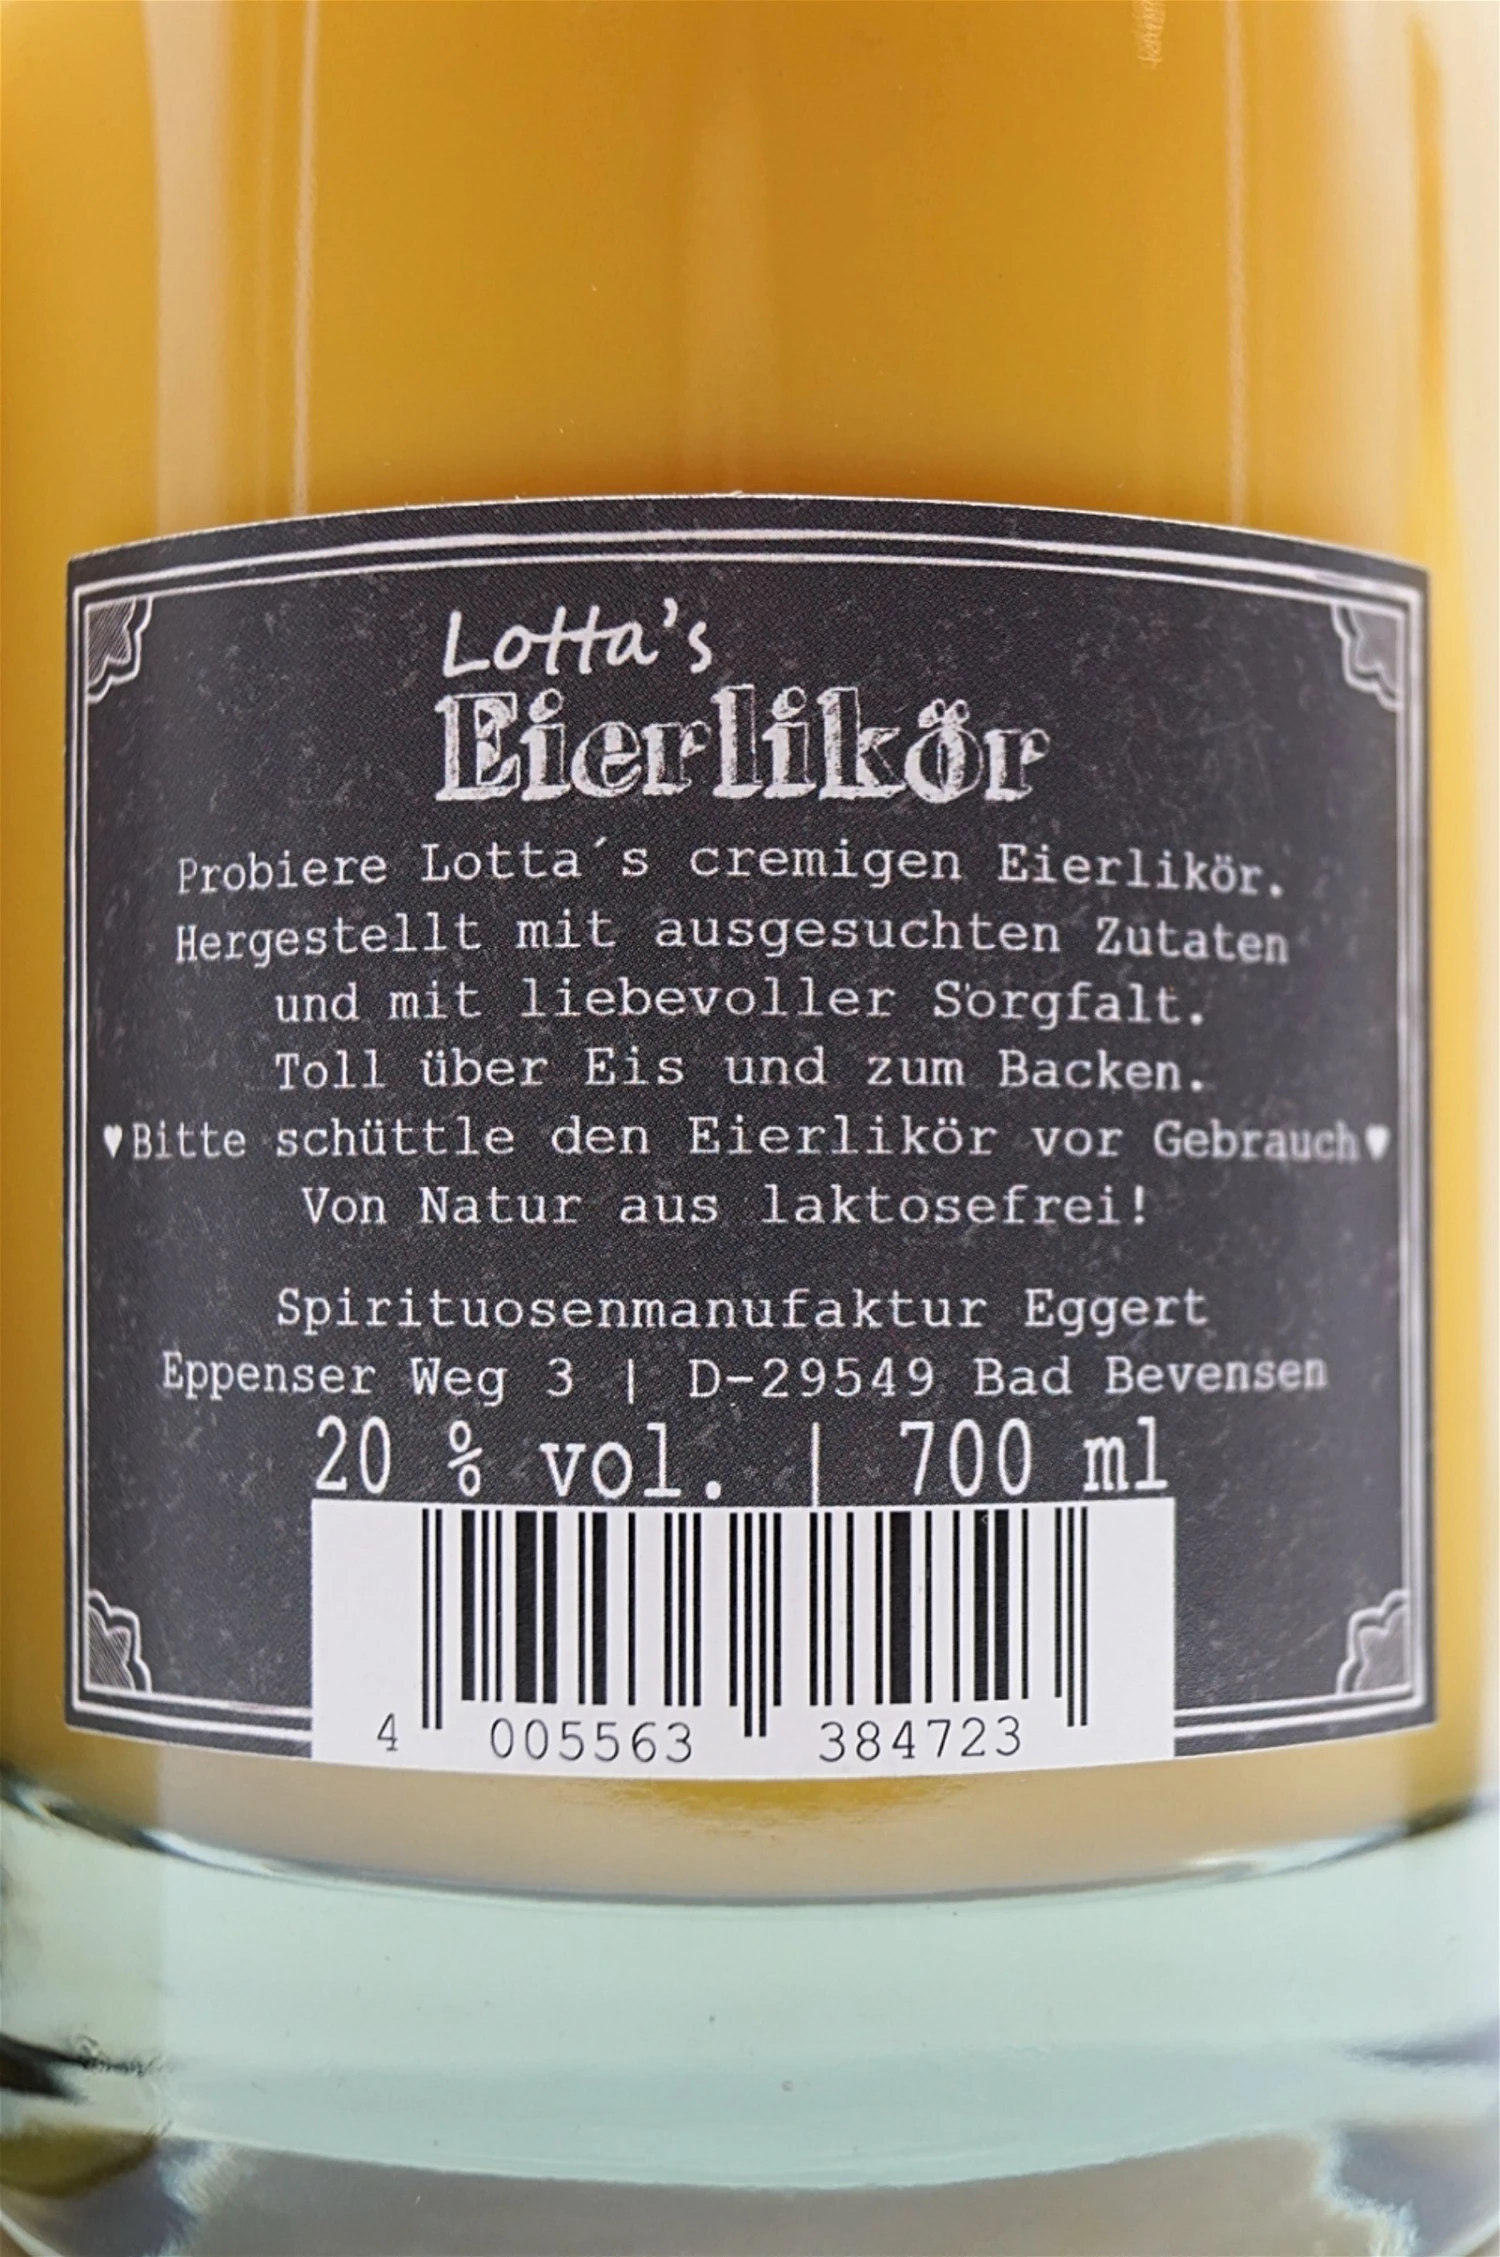 Lotta's
Eierlikör
Probiere Lotta´s cremigen Eierlikör.
Hergestellt mit ausgesuchten Zutaten
und mit liebevoller Sorgfalt.
Toll über Eis und zum Backen.
♥Bitte schüttle den Eierlikör vor Gebrauch♥
Von Natur aus laktosefrei!
Spirituosenmanufaktur Eggert
Eppenser Weg 3 | D-29549 Bad Bevensen
20 % vol. | 700 ml
4 005563 384723